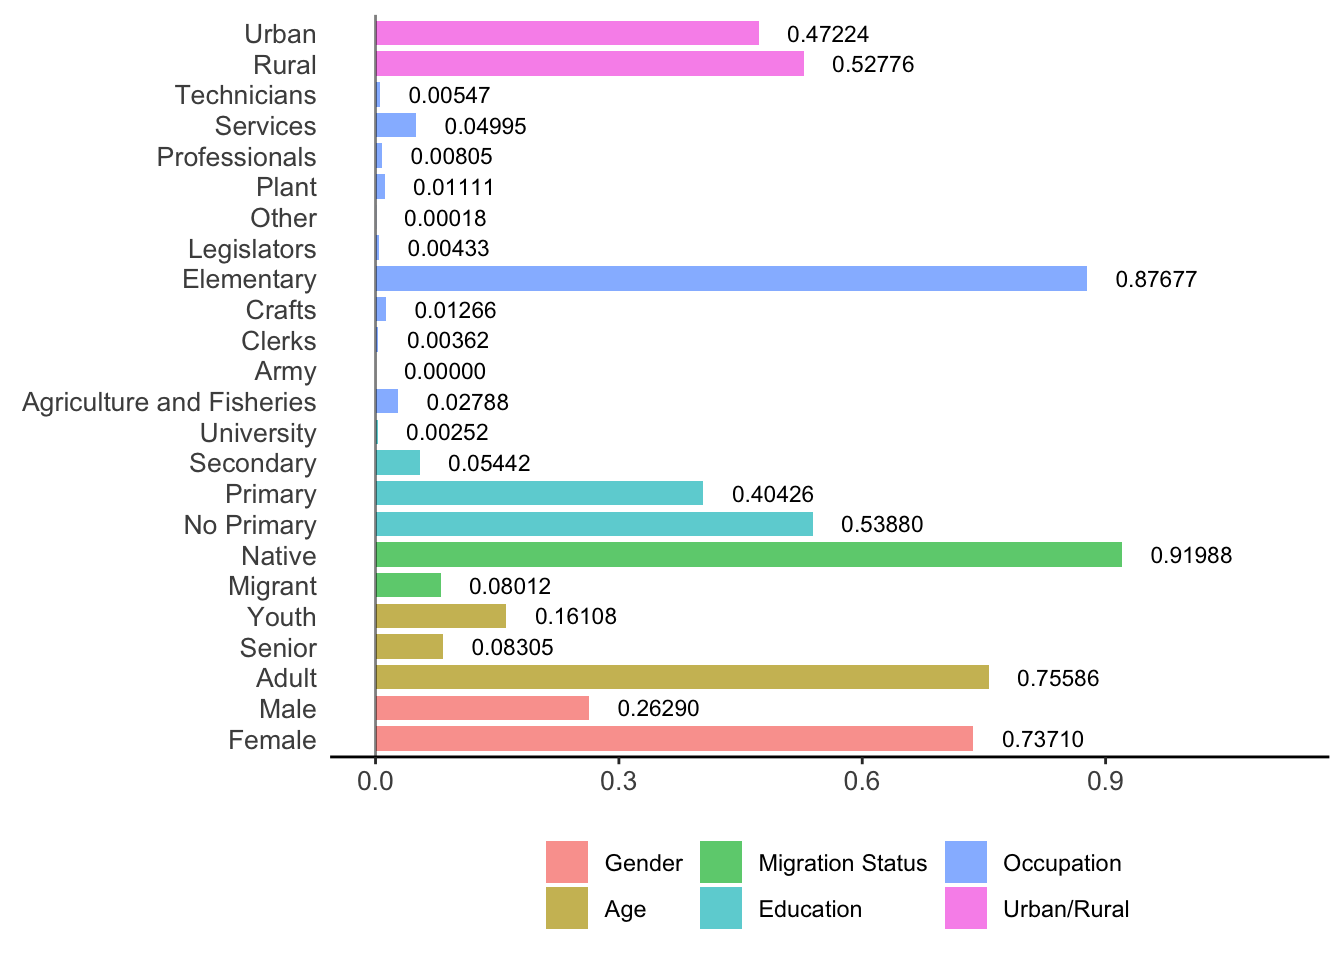 Urban 0.47224
Rural 0.52776
Technicians 0.00547
Services 0.04995
Professionals 0.00805
Plant 0.01111
Other 0.00018
Legislators 0.00433
Elementary 0.87677
Crafts 0.01266
Clerks 0.00362
Army 0.00000
Agriculture and Fisheries 0.02788
University 0.00252
Secondary 0.05442
Primary 0.40426
No Primary 0.53880
Native 0.91988
Migrant 0.08012
Youth 0.16108
Senior 0.08305
Adult 0.75586
Male 0.26290
Female 0.73710
0.0 0.3 0.6 0.9
Gender Migration Status Occupation
Age Education Urban/Rural